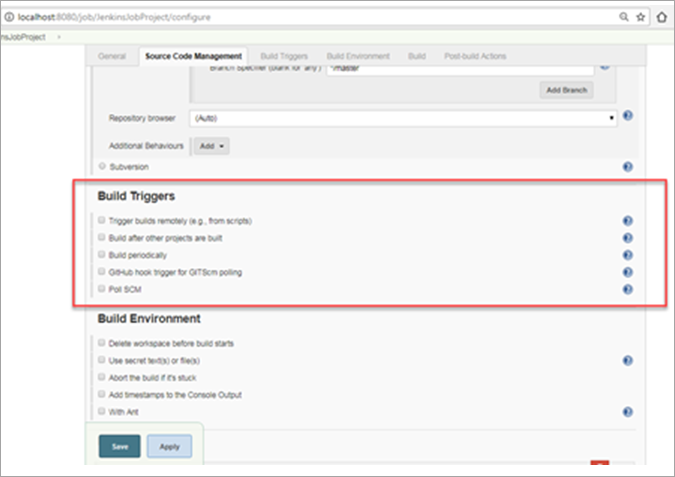 localhost:8080/job/JenkinsJobProject/configure
nsJobProject
General Source Code Management Build Triggers Build Environment Build Post-build Actions
Branch Specifier (blank for 'any') */master
Add Branch
Repository browser (Auto)
Additional Behaviours Add
Subversion
Build Triggers
Trigger builds remotely (e.g., from scripts)
Build after other projects are built
Build periodically
GitHub hook trigger for GITScm polling
Poll SCM
Build Environment
Delete workspace before build starts
Use secret text(s) or file(s)
Abort the build if it's stuck
Add timestamps to the Console Output
With Ant
Save Apply